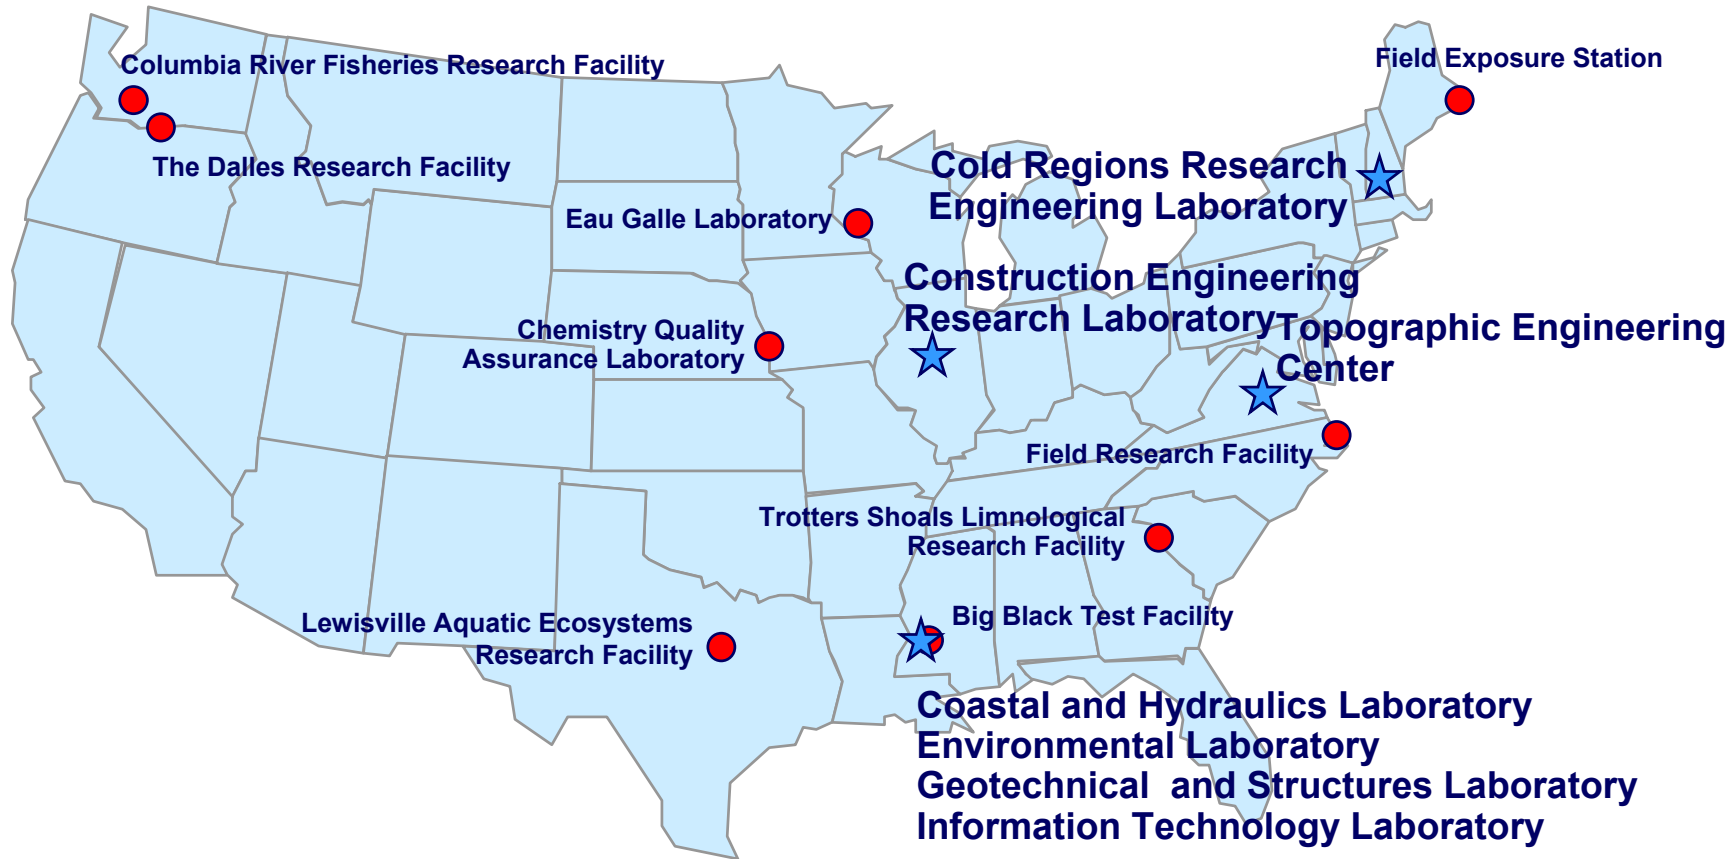 Columbia River Fisheries Research Facility
Field Exposure Station
The Dalles Research Facility
Cold Regions Research
Engineering Laboratory
Eau Galle Laboratory
Construction Engineering
Research Laboratory
Topographic Engineering
Center
Chemistry Quality
Assurance Laboratory
Field Research Facility
Trotters Shoals Limnological
Research Facility
Big Black Test Facility
Lewisville Aquatic Ecosystems
Research Facility
Coastal and Hydraulics Laboratory
Environmental Laboratory
Geotechnical  and Structures Laboratory
Information Technology Laboratory